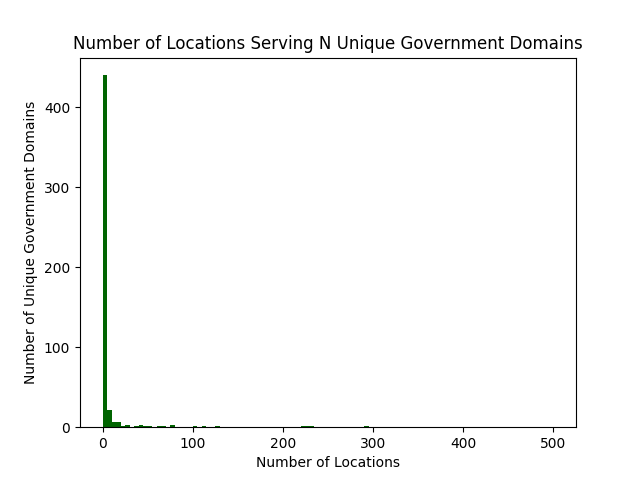 Number of Locations Serving N Unique Government Domains
Number of Unique Government Domains
400
300
200
100
0
0 100 200 300 400 500
Number of Locations